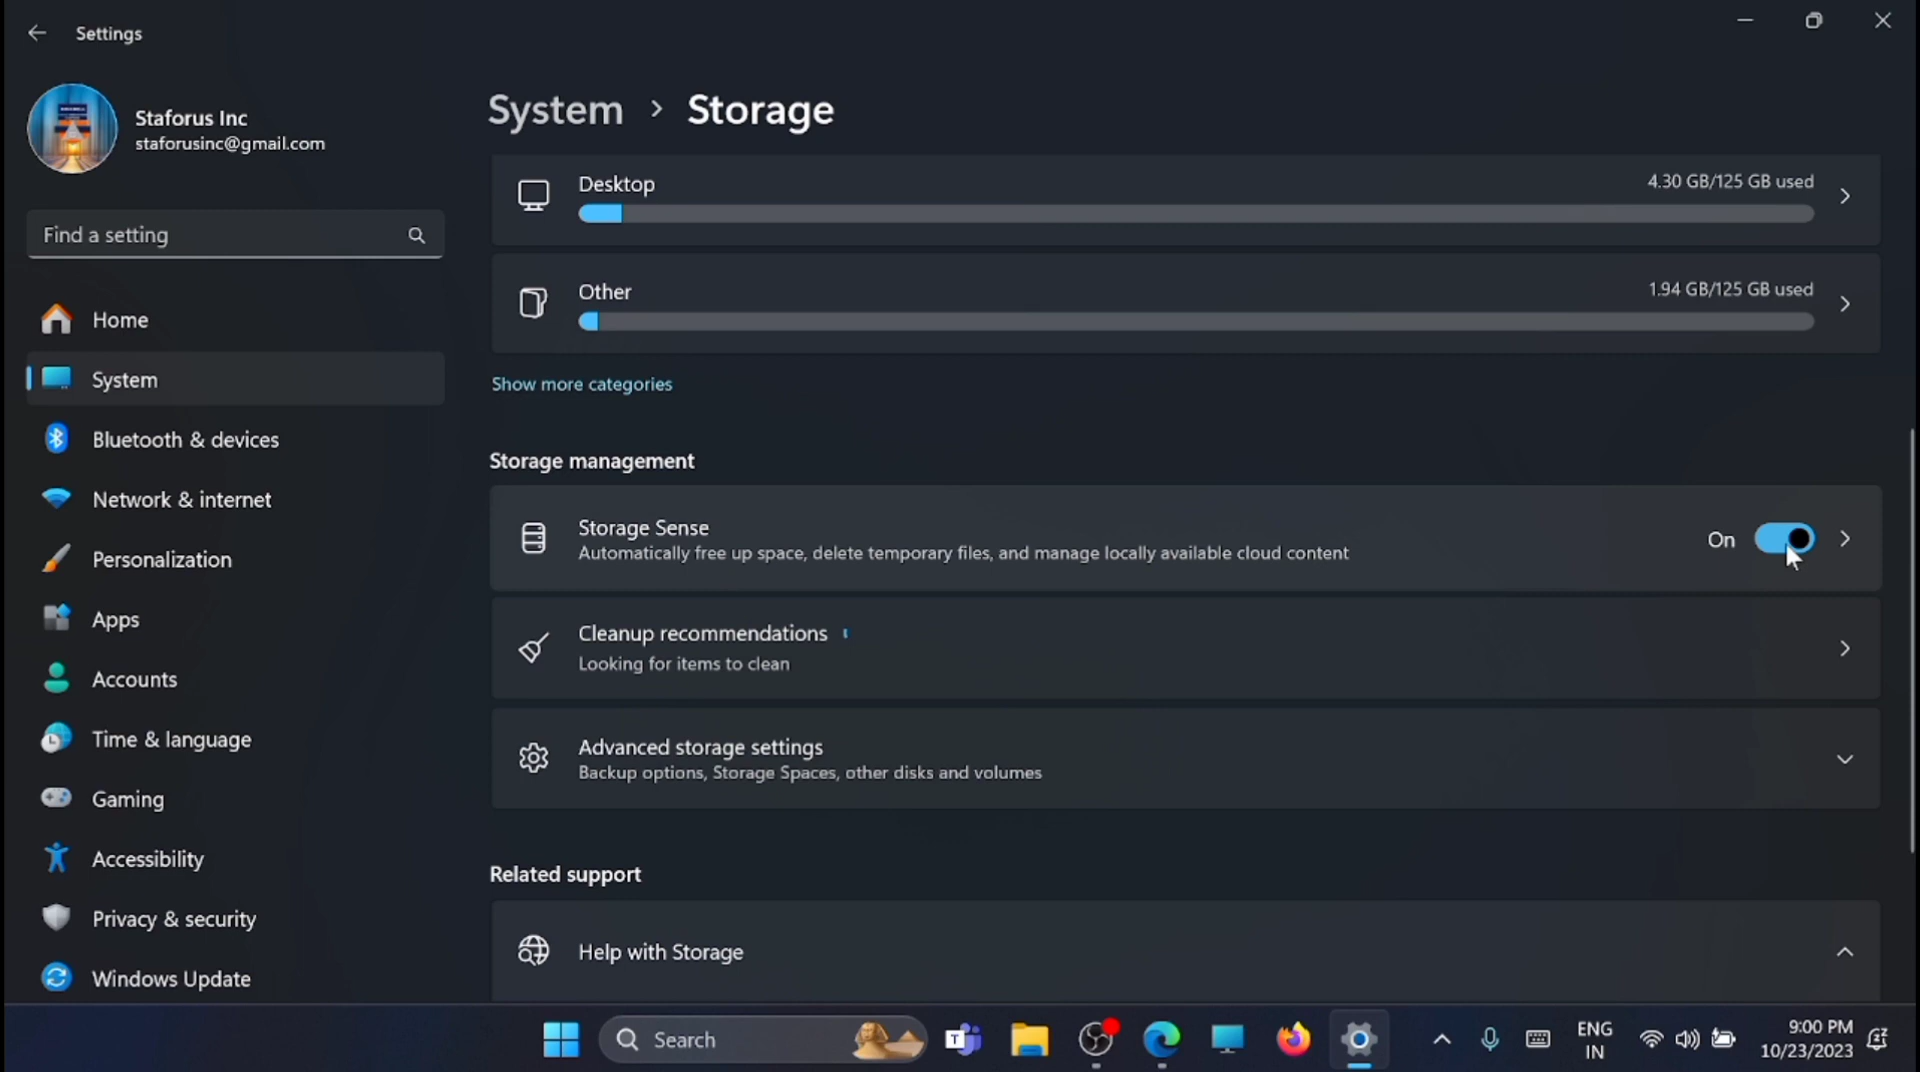 Settings
Staforus Inc
staforusinc@gmail.com
Find a setting
Home
System
Bluetooth & devices
Network & internet
Personalization
Apps
Accounts
Time & language
Gaming
Accessibility
Privacy & security
Windows Update
System > Storage
Desktop
4.30 GB/125 GB used
Other
1.94 GB/125 GB used
Show more categories
Storage management
Storage Sense
Automatically free up space, delete temporary files, and manage locally available cloud content
On
Cleanup recommendations
Looking for items to clean
Advanced storage settings
Backup options, Storage Spaces, other disks and volumes
Related support
Help with Storage
Search
T
ENG
IN
9:00 PM
10/23/2023